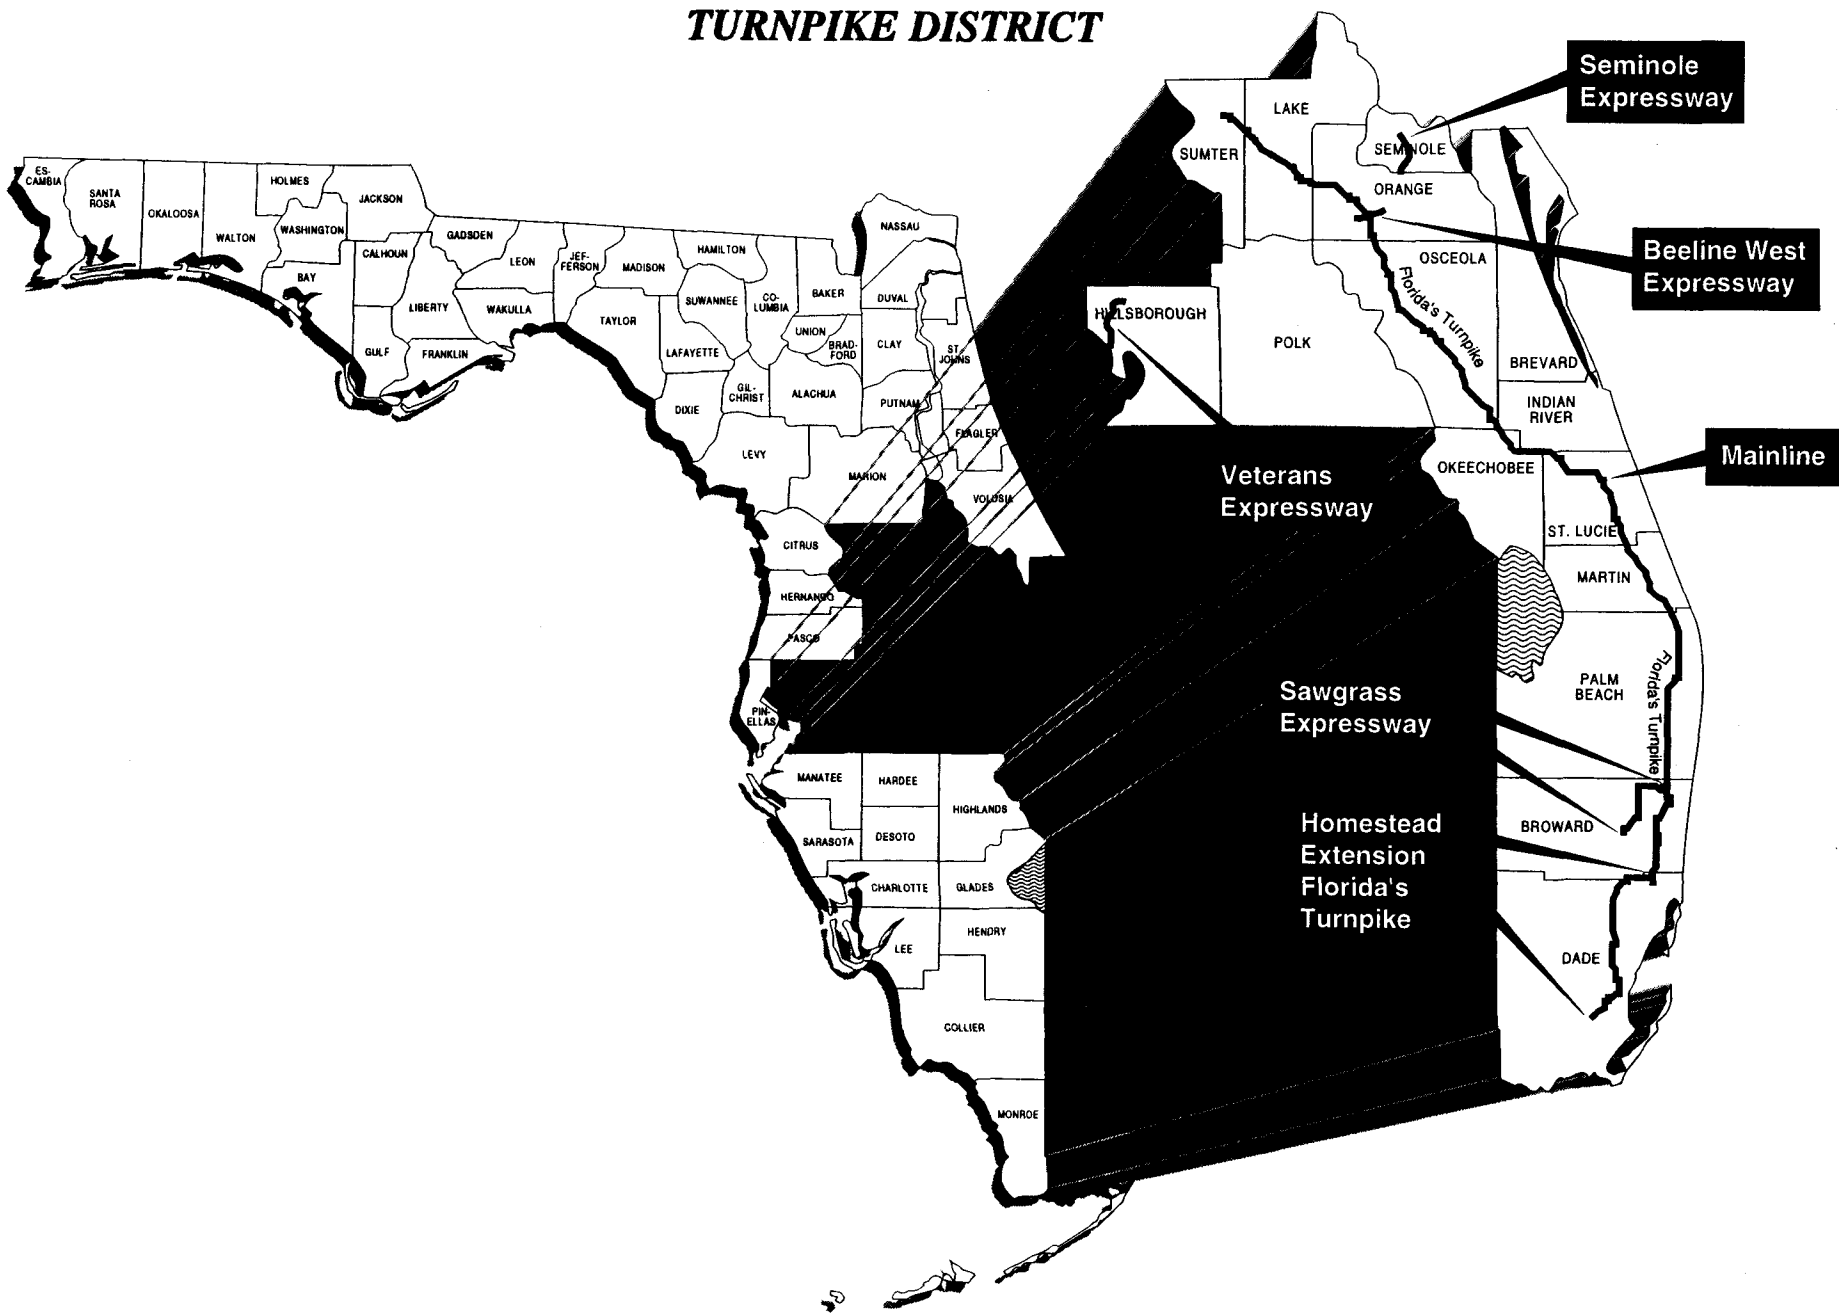 TURNPIKE DISTRICT
Seminole
Expressway
LAKE
SUMTER
SEMINOLE
ORANGE
Beeline West
Expressway
OSCEOLA
Florida's Turnpike
HILLSBOROUGH
POLK
BREVARD
INDIAN
RIVER
Mainline
OKEECHOBEE
Veterans
Expressway
ST. LUCIE
MARTIN
PALM
BEACH
Florida's Turnpike
Sawgrass
Expressway
BROWARD
Homestead
Extension
Florida's
Turnpike
DADE
ES-
CAMBIA
SANTA
ROSA
OKALOOSA
WALTON
HOLMES
WASHINGTON
JACKSON
BAY
CALHOUN
GULF
GADSDEN
LIBERTY
FRANKLIN
LEON
WAKULLA
JEF-
FERSON
MADISON
TAYLOR
HAMILTON
SUWANNEE
LAFAYETTE
DIXIE
CO-
LUMBIA
GIL-
CHRIST
BAKER
UNION
BRAD-
FORD
ALACHUA
LEVY
NASSAU
DUVAL
CLAY
ST.
JOHNS
PUTNAM
FLAGLER
MARION
VOLUSIA
CITRUS
HERNANDO
PASCO
PIN-
ELLAS
MANATEE
HARDEE
HIGHLANDS
SARASOTA
DESOTO
CHARLOTTE
GLADES
LEE
HENDRY
COLLIER
MONROE